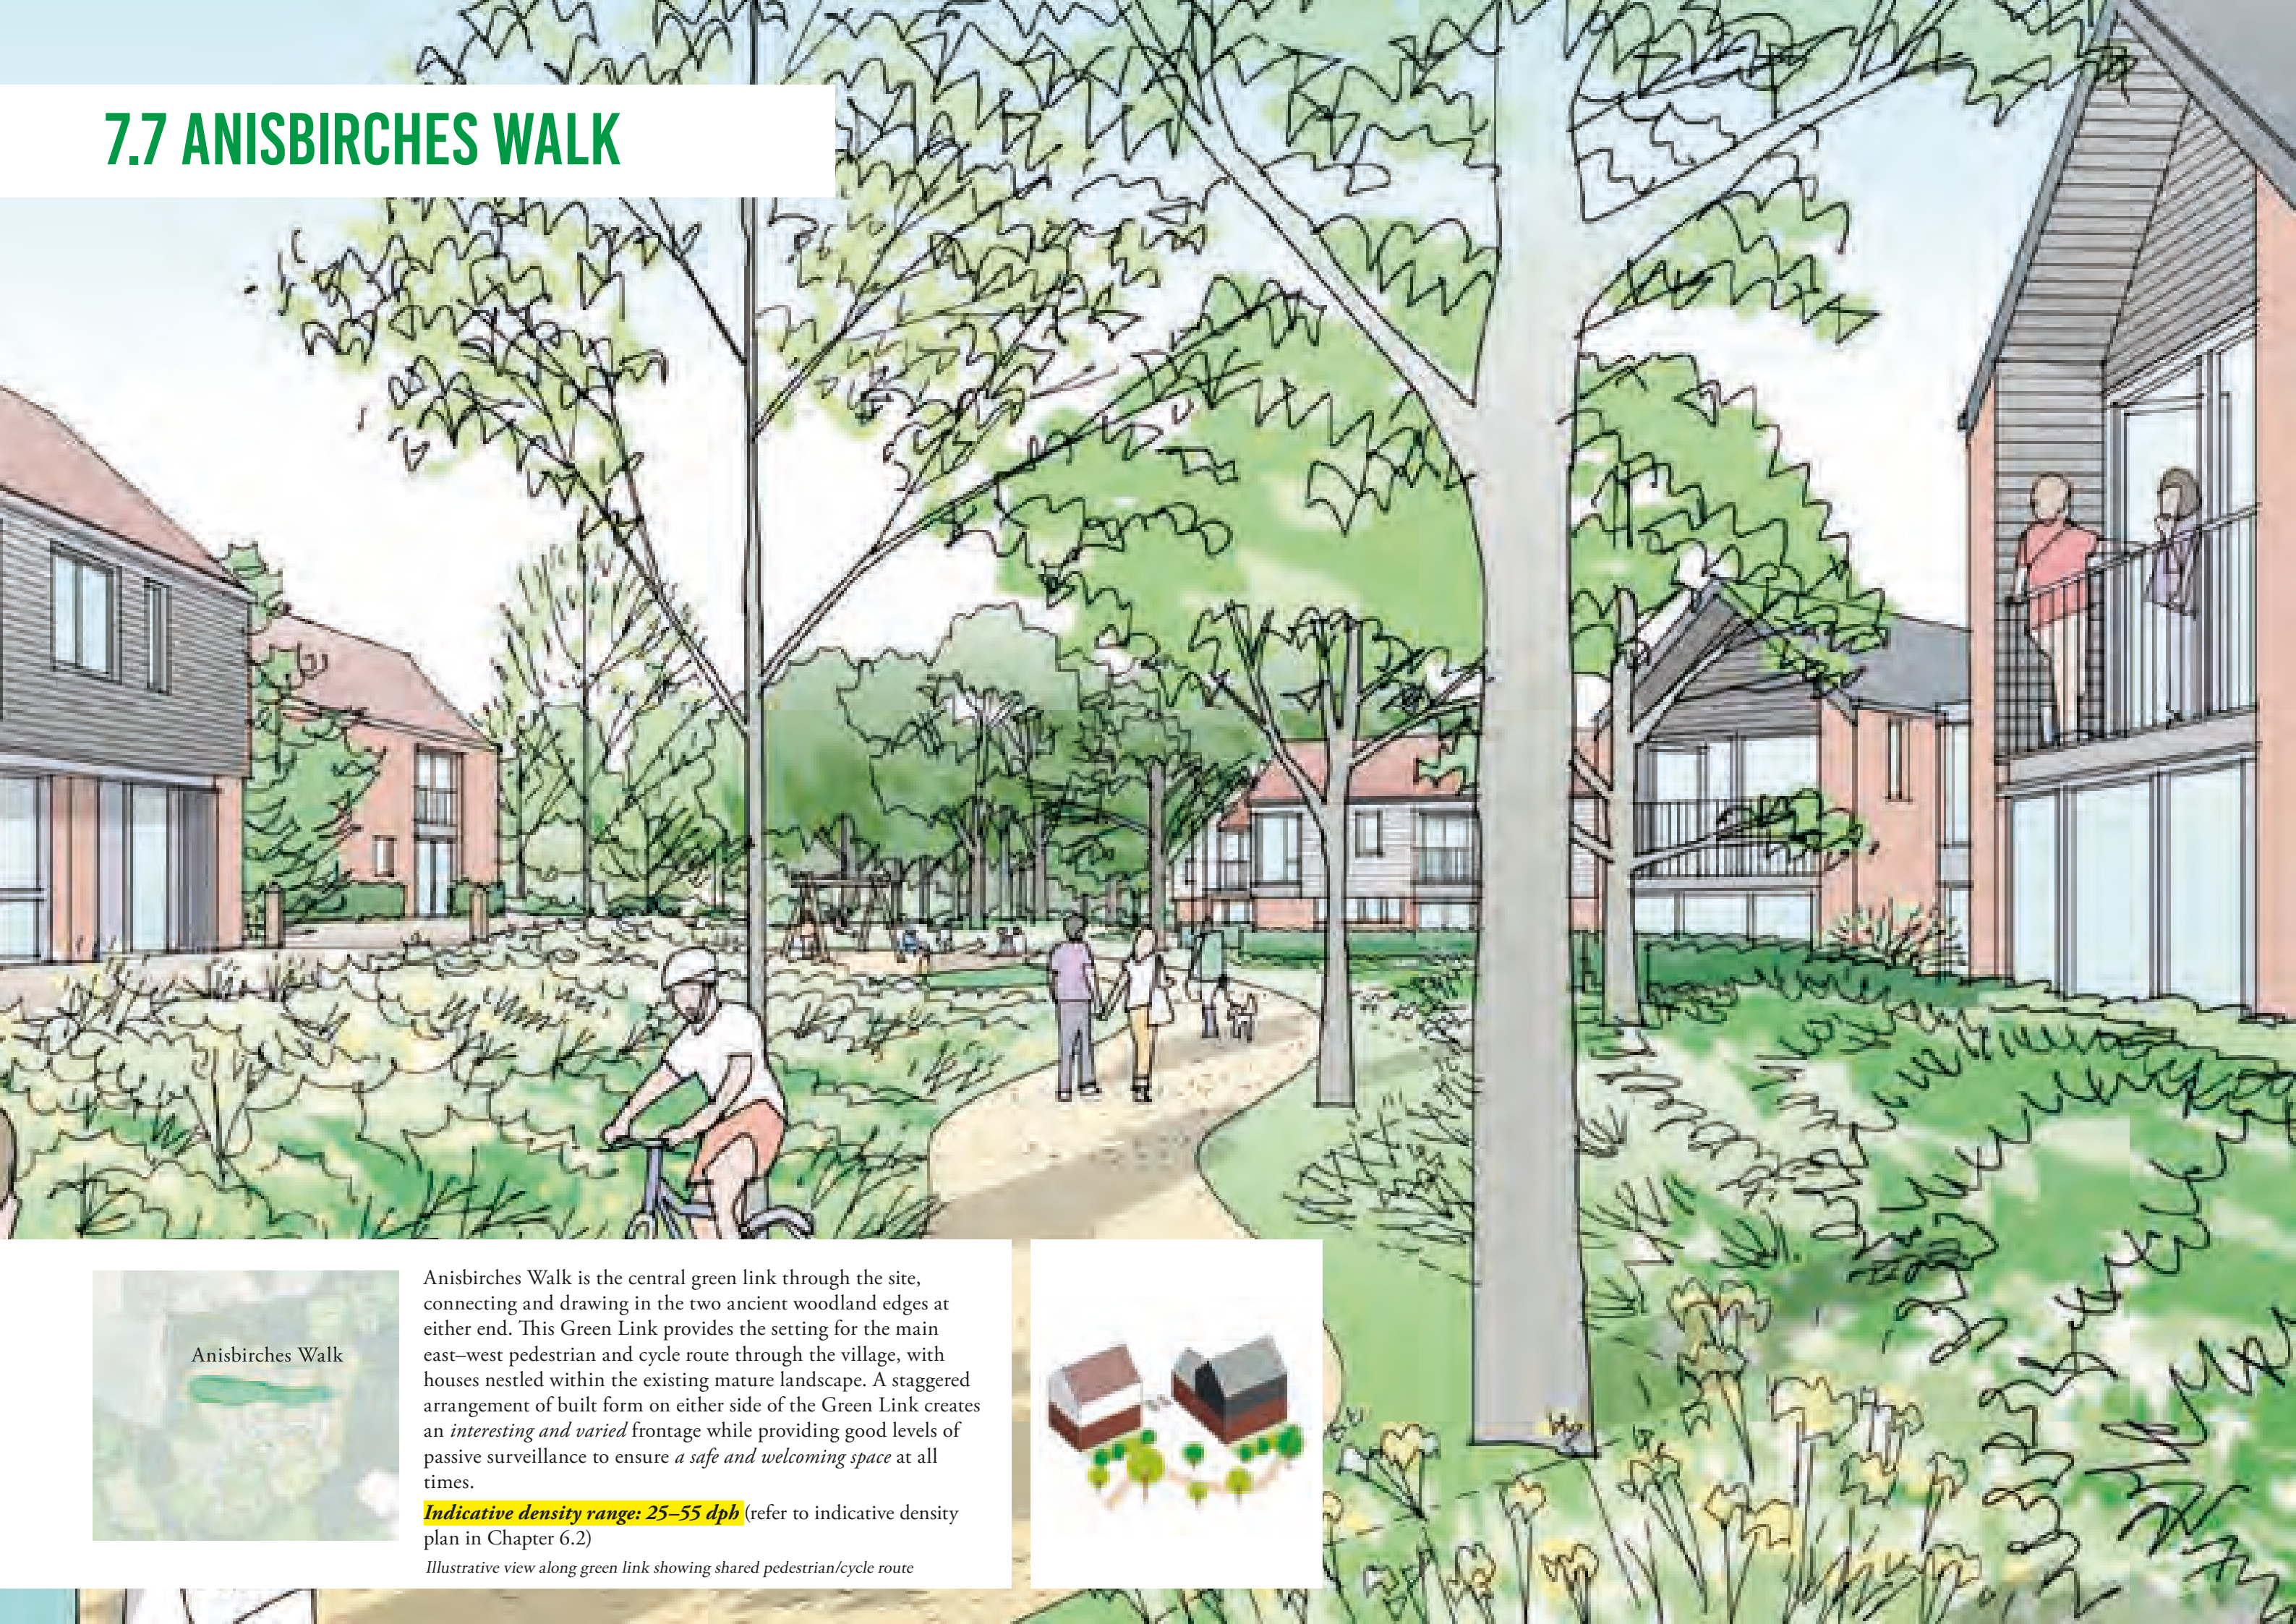 7.7 ANISBIRCHES WALK
Anisbirches Walk
Anisbirches Walk is the central green link through the site,
connecting and drawing in the two ancient woodland edges at
either end. This Green Link provides the setting for the main
east–west pedestrian and cycle route through the village, with
houses nestled within the existing mature landscape. A staggered
arrangement of built form on either side of the Green Link creates
an interesting and varied frontage while providing good levels of
passive surveillance to ensure a safe and welcoming space at all
times.
Indicative density range: 25–55 dph (refer to indicative density
plan in Chapter 6.2)
Illustrative view along green link showing shared pedestrian/cycle route